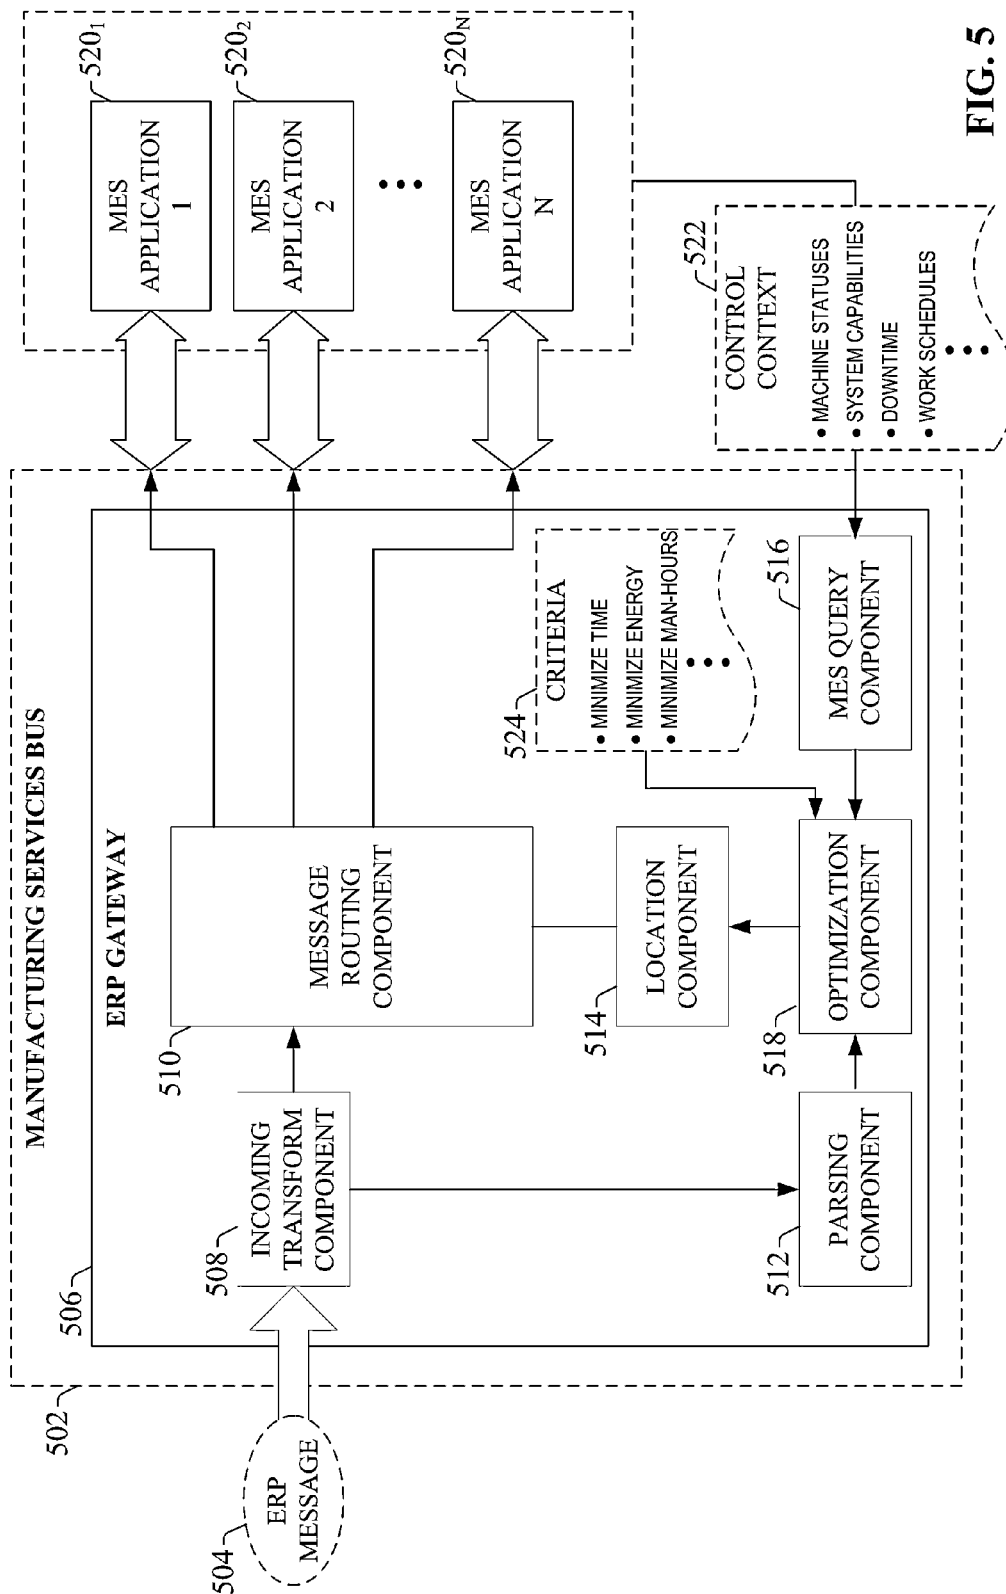 502
MANUFACTURING SERVICES BUS
506
ERP GATEWAY
504
ERP
MESSAGE
508
INCOMING
TRANSFORM
COMPONENT
510
MESSAGE
ROUTING
COMPONENT
512
PARSING
COMPONENT
514
LOCATION
COMPONENT
518
OPTIMIZATION
COMPONENT
524
CRITERIA
• MINIMIZE TIME
• MINIMIZE ENERGY
• MINIMIZE MAN-HOURS
516
MES QUERY
COMPONENT
522
CONTROL
CONTEXT
• MACHINE STATUSES
• SYSTEM CAPABILITIES
• DOWNTIME
• WORK SCHEDULES
520₁
MES
APPLICATION
1
520₂
MES
APPLICATION
2
520ₙ
MES
APPLICATION
N
FIG. 5